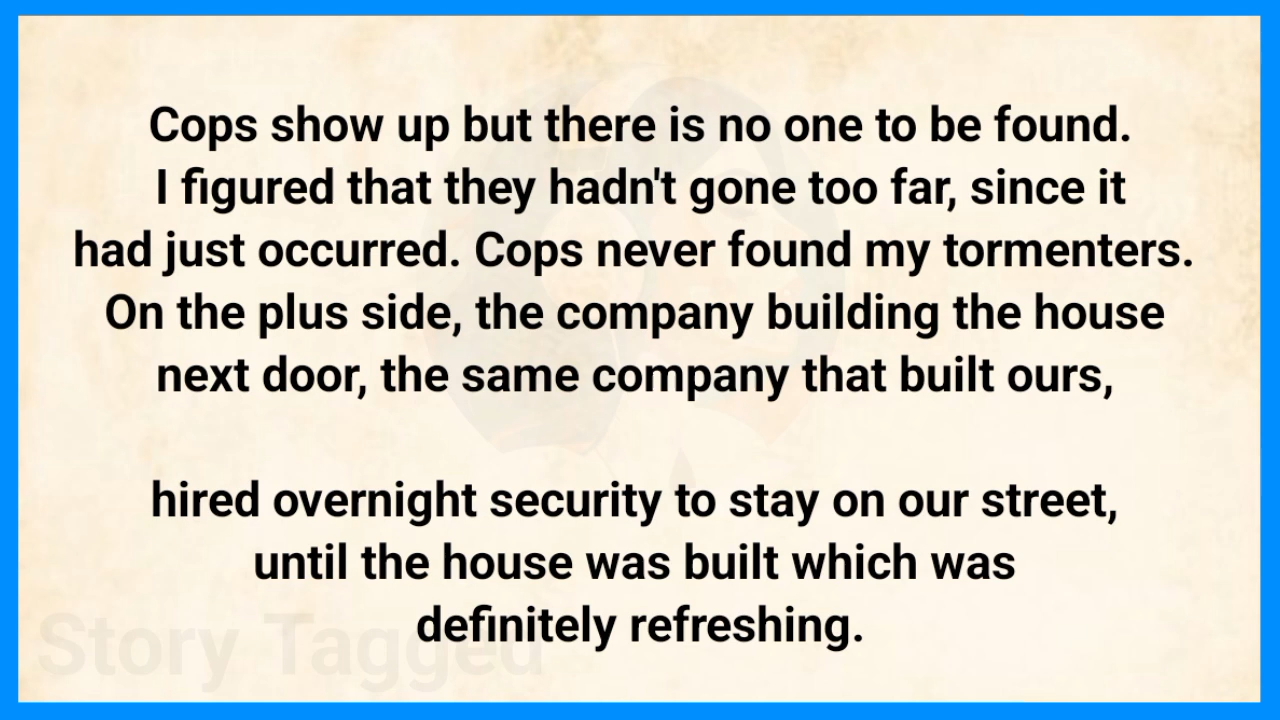 Cops show up but there is no one to be found.
I figured that they hadn't gone too far, since it
had just occurred. Cops never found my tormenters.
On the plus side, the company building the house
next door, the same company that built ours,
hired overnight security to stay on our street,
until the house was built which was
definitely refreshing.
Story Tagged